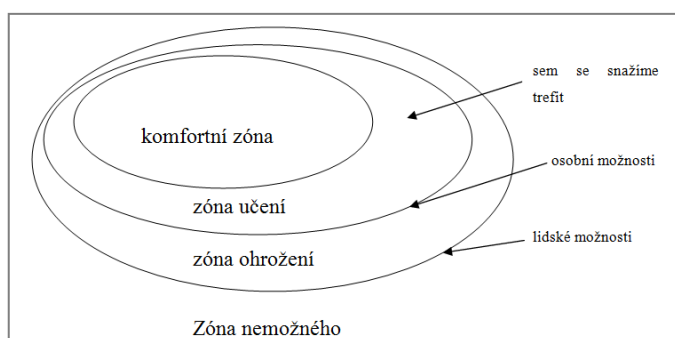 sem se snažíme
trefit
komfortní zóna
osobní možnosti
zóna učení
lidské možnosti
zóna ohrožení
Zóna nemožného